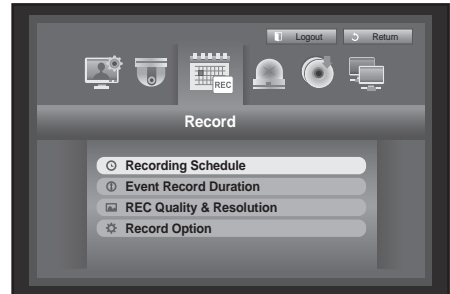 Logout Return
REC
Record
Recording Schedule
Event Record Duration
REC Quality & Resolution
Record Option